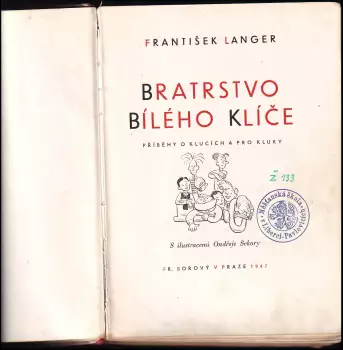 FRANTIŠEK LANGER
BRATRSTVO
BÍLÉHO KLÍČE
PŘÍBĚHY O KLUCÍCH A PRO KLUKY
Ž 133
S ilustracemi Ondřeje Sekory
FR. BOROVÝ V PRAZE 1947